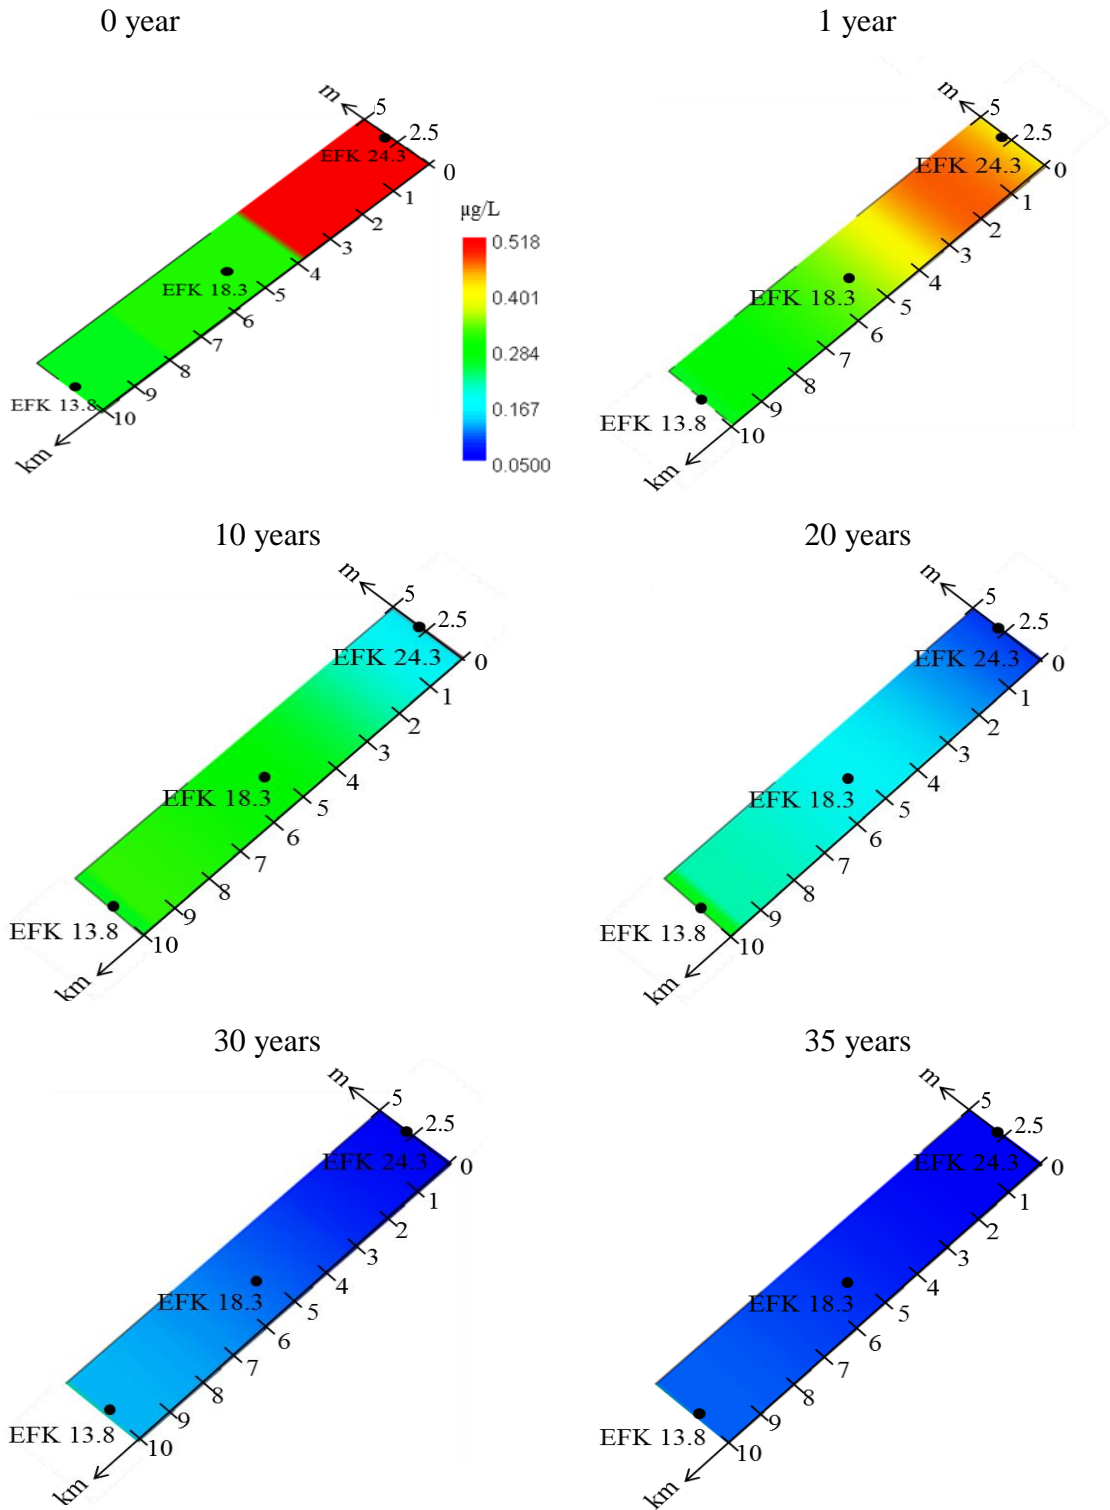 0 year
m
5
2.5
EFK 24.3
0
1
2
3
4
EFK 18.3
5
6
7
8
9
EFK 13.8
10
km
µg/L
0.518
0.401
0.284
0.167
0.0500
1 year
m
5
2.5
EFK 24.3
0
1
2
3
4
EFK 18.3
5
6
7
8
9
EFK 13.8
10
km
10 years
m
5
2.5
EFK 24.3
0
1
2
3
4
EFK 18.3
5
6
7
8
9
EFK 13.8
10
km
20 years
m
5
2.5
EFK 24.3
0
1
2
3
4
EFK 18.3
5
6
7
8
9
EFK 13.8
10
km
30 years
m
5
2.5
EFK 24.3
0
1
2
3
4
EFK 18.3
5
6
7
8
9
EFK 13.8
10
km
35 years
m
5
2.5
EFK 24.3
0
1
2
3
4
EFK 18.3
5
6
7
8
9
EFK 13.8
10
km